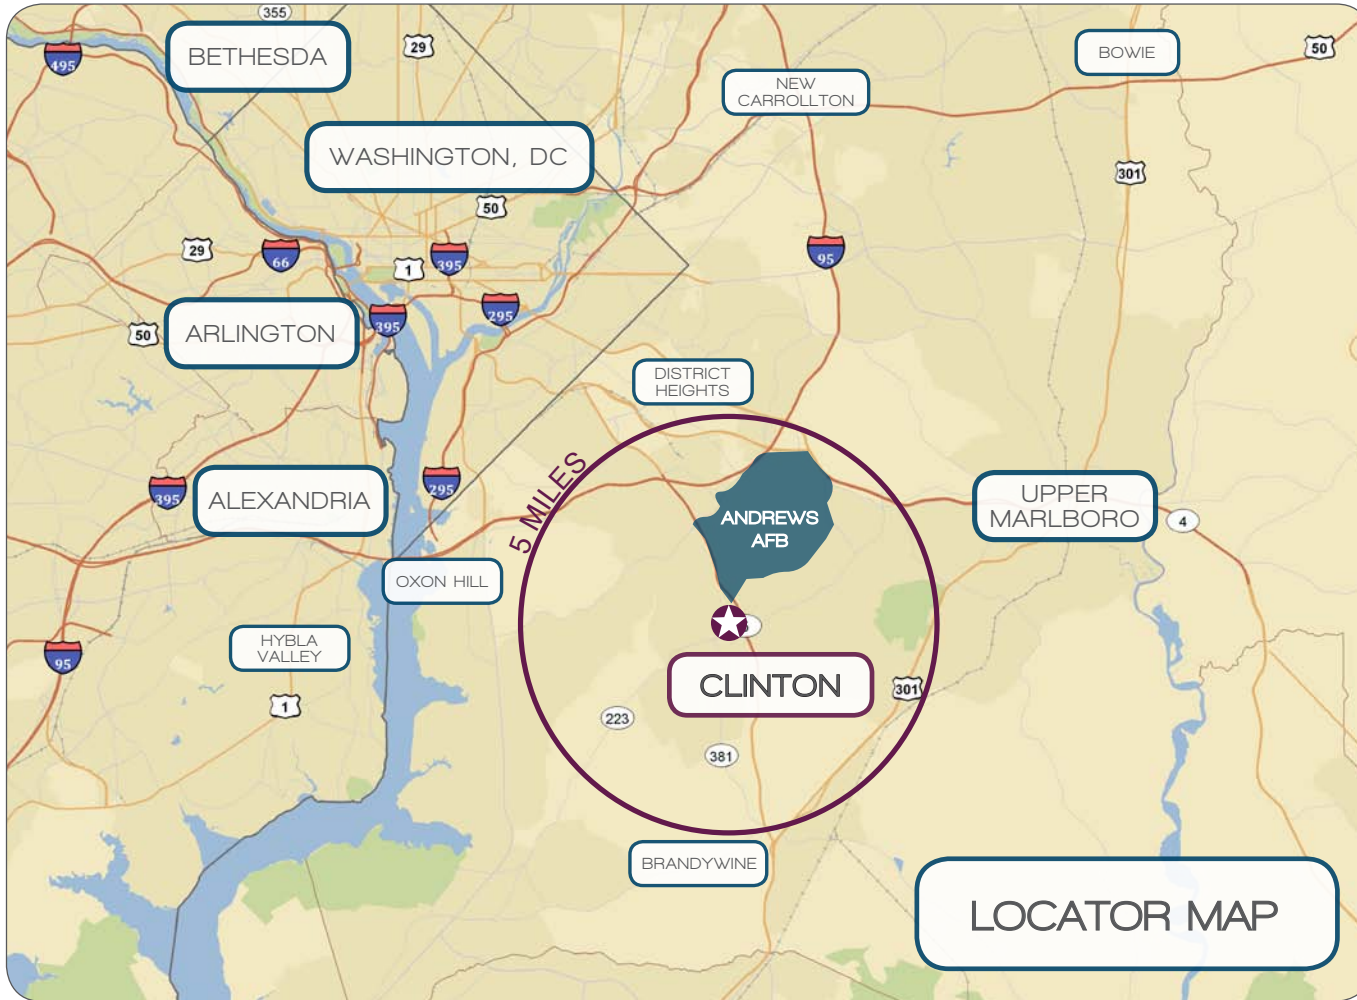 355
495
BETHESDA
29
BOWIE
50
NEW
CARROLLTON
WASHINGTON, DC
301
50
29
66
1
395
95
295
395
50
ARLINGTON
DISTRICT
HEIGHTS
5 MILES
395
ALEXANDRIA
295
ANDREWS
AFB
UPPER
MARLBORO
4
OXON HILL
HYBLA
VALLEY
95
CLINTON
301
1
223
381
BRANDYWINE
LOCATOR MAP